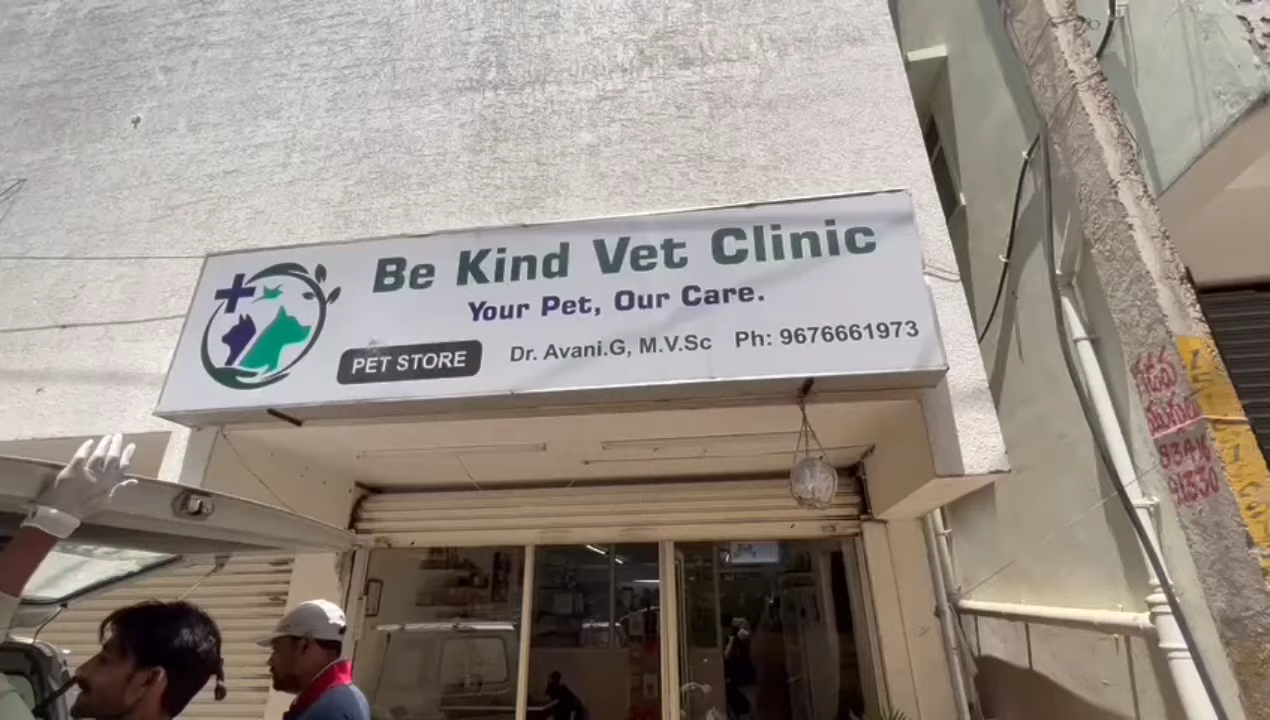 Be Kind Vet Clinic
Your Pet, Our Care.
PET STORE
Dr. Avani.G, M.V.Sc Ph: 9676661973